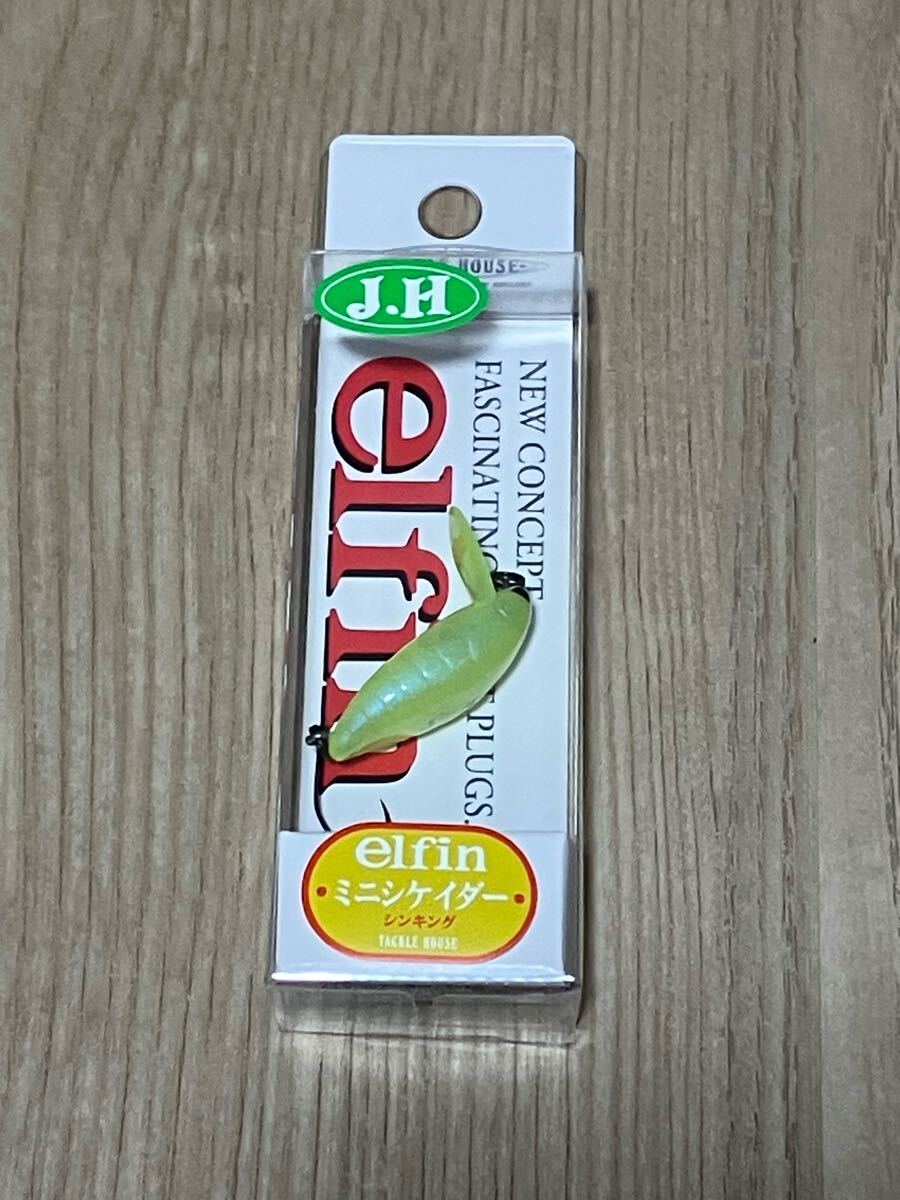 HOUSE-
J.H
elfin
NEW CONCEPT
FASCINATING PLUGS.
elfin
・ミニシケイダー・
シンキング
TACKLE HOUSE